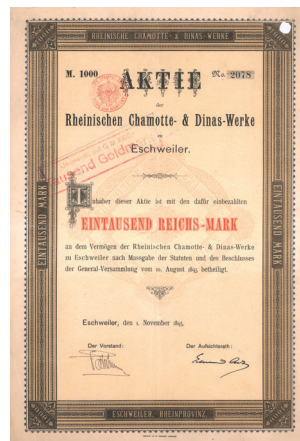 RHEINISCHE CHAMOTTE- & DINAS-WERKE
M. 1000
AKTIE
No. 2078
der
Rheinischen Chamotte- & Dinas-Werke
zu
Eschweiler.
Inhaber dieser Aktie ist mit den dafür einbezahlten
EINTAUSEND REICHS-MARK
an dem Vermögen der Rheinischen Chamotte- & Dinas-Werke
zu Eschweiler nach Massgabe der Statuten und des Beschlusses
der General-Versammlung vom 10. August 1895 betheiligt.
Eschweiler, den 1. November 1895.
Der Vorstand:
Der Aufsichtsrath:
EINTAUSEND MARK
EINTAUSEND MARK
ESCHWEILER, RHEINPROVINZ.